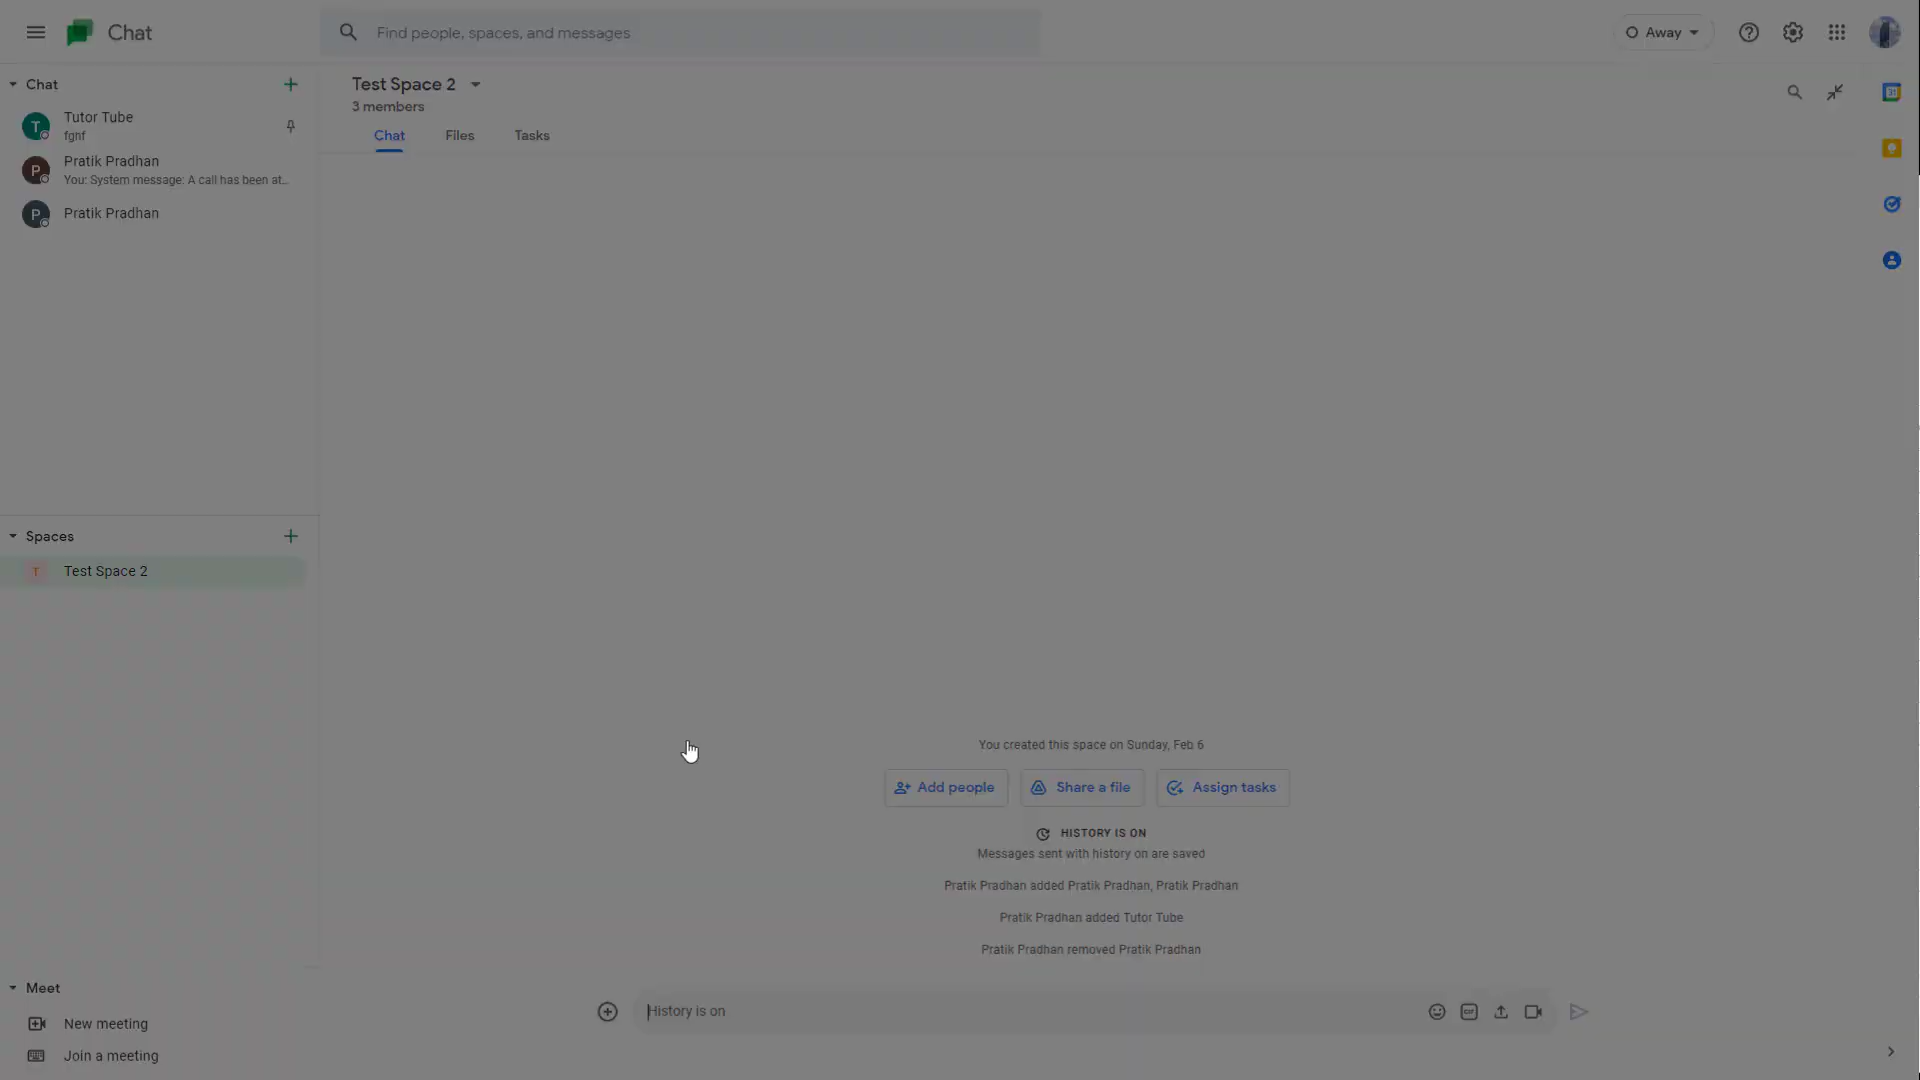 Chat
Find people, spaces, and messages
Away
Chat
Tutor Tube
fgnf
Pratik Pradhan
You: System message: A call has been at...
Pratik Pradhan
Test Space 2
3 members
Chat
Files
Tasks
Spaces
Test Space 2
You created this space on Sunday, Feb 6
Add people
Share a file
Assign tasks
HISTORY IS ON
Messages sent with history on are saved
Pratik Pradhan added Pratik Pradhan, Pratik Pradhan
Pratik Pradhan added Tutor Tube
Pratik Pradhan removed Pratik Pradhan
History is on
GIF
Meet
New meeting
Join a meeting
T
P
P
T
31